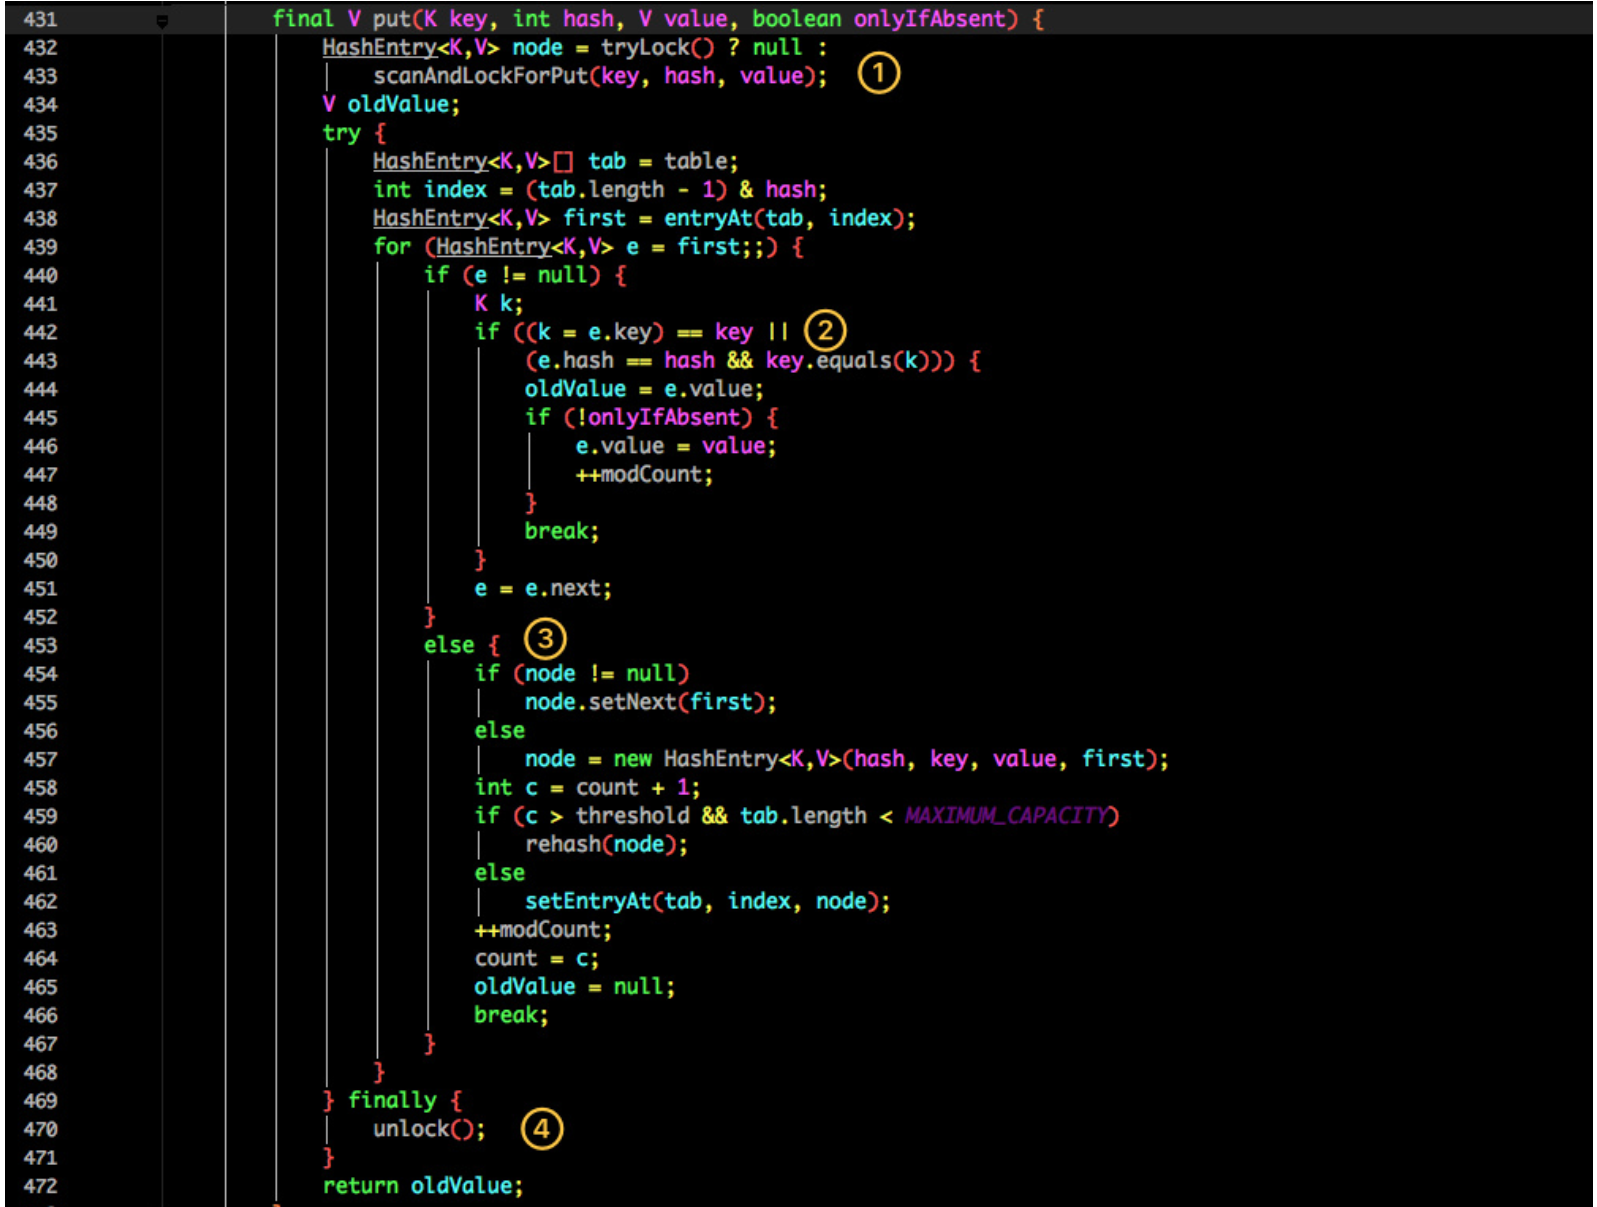 431 final V put(K key, int hash, V value, boolean onlyIfAbsent) {
432 HashEntry<K,V> node = tryLock() ? null :
433 scanAndLockForPut(key, hash, value); 1
434 V oldValue;
435 try {
436 HashEntry<K,V>[] tab = table;
437 int index = (tab.length - 1) & hash;
438 HashEntry<K,V> first = entryAt(tab, index);
439 for (HashEntry<K,V> e = first;;) {
440 if (e != null) {
441 K k;
442 if ((k = e.key) == key || 2
443 (e.hash == hash && key.equals(k))) {
444 oldValue = e.value;
445 if (!onlyIfAbsent) {
446 e.value = value;
447 ++modCount;
448 }
449 break;
450 }
451 e = e.next;
452 }
453 else { 3
454 if (node != null)
455 node.setNext(first);
456 else
457 node = new HashEntry<K,V>(hash, key, value, first);
458 int c = count + 1;
459 if (c > threshold && tab.length < MAXIMUM_CAPACITY)
460 rehash(node);
461 else
462 setEntryAt(tab, index, node);
463 ++modCount;
464 count = c;
465 oldValue = null;
466 break;
467 }
468 }
469 } finally {
470 unlock(); 4
471 }
472 return oldValue;